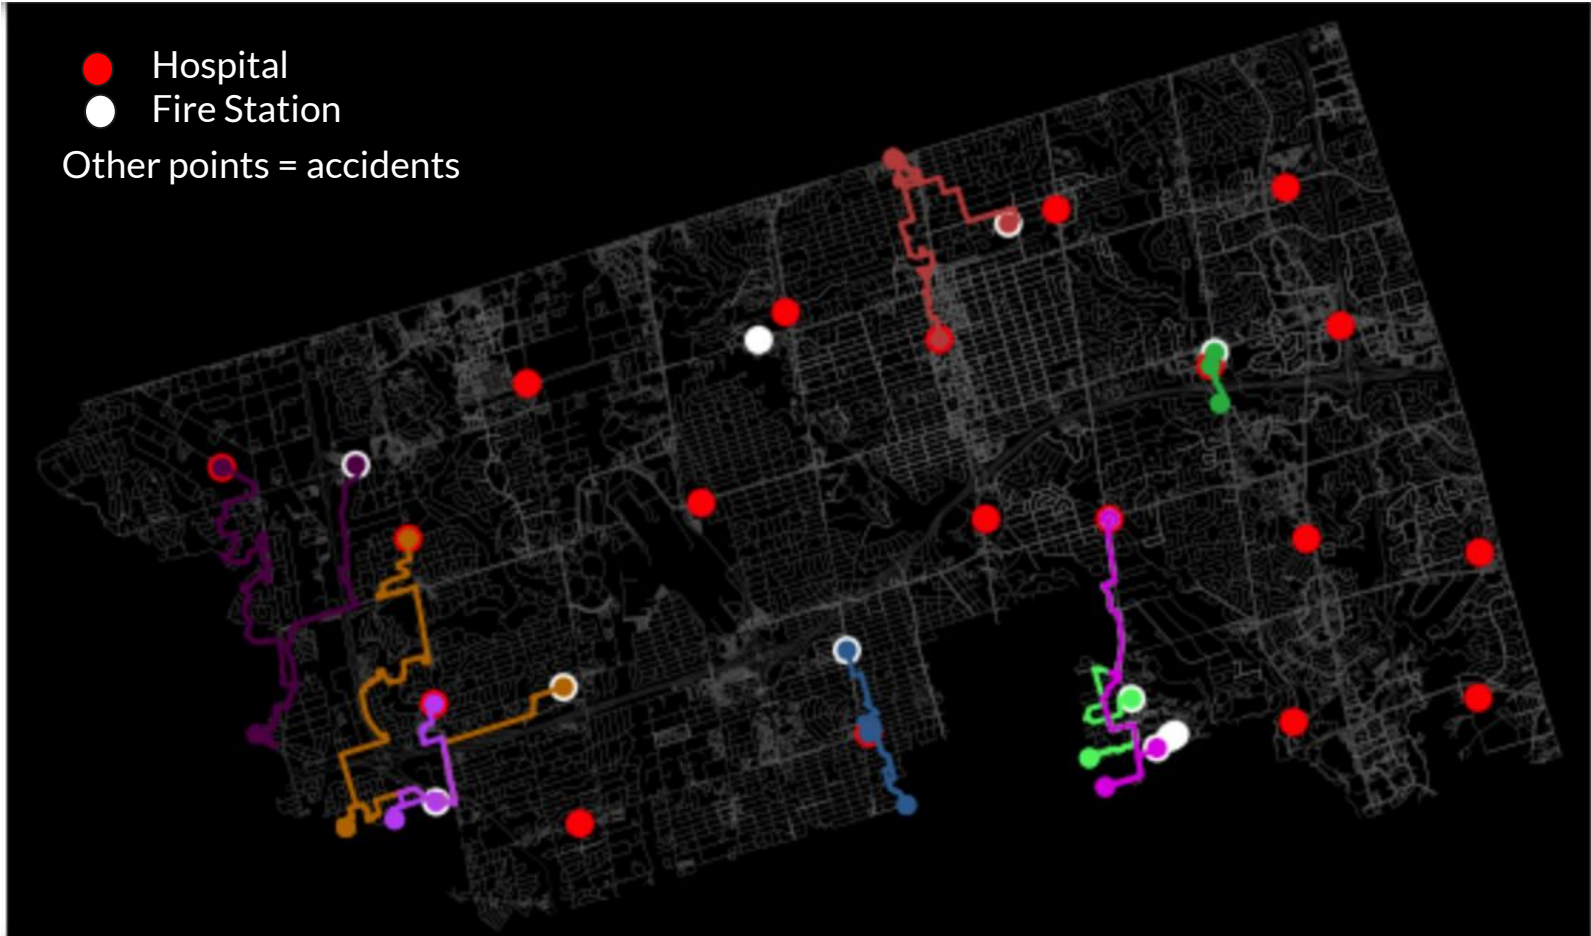 Hospital
Fire Station
Other points = accidents